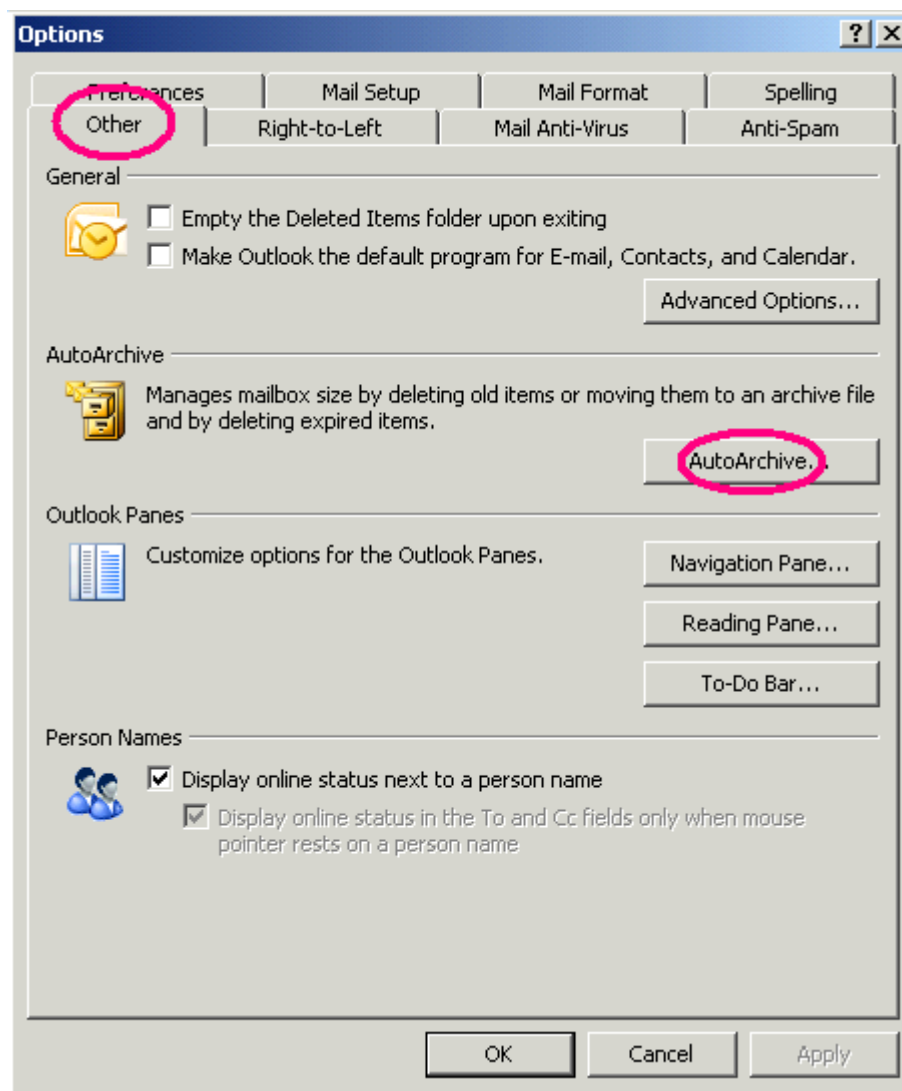 Options
Preferences Mail Setup Mail Format Spelling
Other Right-to-Left Mail Anti-Virus Anti-Spam
General
Empty the Deleted Items folder upon exiting
Make Outlook the default program for E-mail, Contacts, and Calendar.
Advanced Options...
AutoArchive
Manages mailbox size by deleting old items or moving them to an archive file
and by deleting expired items.
AutoArchive...
Outlook Panes
Customize options for the Outlook Panes.
Navigation Pane...
Reading Pane...
To-Do Bar...
Person Names
Display online status next to a person name
Display online status in the To and Cc fields only when mouse
pointer rests on a person name
OK Cancel Apply